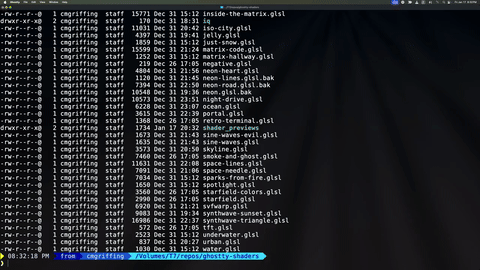 -rw-r--r--@ 1 cmgriffing staff 15771 Dec 31 15:12 inside-the-matrix.glsl
drwxr-xr-x@ 2 cmgriffing staff 170 Dec 31 18:31 iq
-rw-r--r--@ 1 cmgriffing staff 11031 Dec 31 20:42 iso-city.glsl
-rw-r--r--@ 1 cmgriffing staff 4397 Dec 31 19:41 jelly.glsl
-rw-r--r--@ 1 cmgriffing staff 1859 Dec 31 15:12 just-snow.glsl
-rw-r--r--@ 1 cmgriffing staff 15599 Dec 31 20:24 matrix-code.glsl
-rw-r--r--@ 1 cmgriffing staff 1252 Dec 31 15:12 matrix-hallway.glsl
-rw-r--r--@ 1 cmgriffing staff 219 Dec 26 17:05 negative.glsl
-rw-r--r--@ 1 cmgriffing staff 4804 Dec 31 11:56 neon-heart.glsl
-rw-r--r--@ 1 cmgriffing staff 1120 Dec 31 21:45 neon-lines.glsl.bak
-rw-r--r--@ 1 cmgriffing staff 7394 Dec 31 22:50 neon-road.glsl.bak
-rw-r--r--@ 1 cmgriffing staff 10548 Dec 31 19:36 neon.glsl.bak
-rw-r--r--@ 1 cmgriffing staff 10573 Dec 31 23:51 night-drive.glsl
-rw-r--r--@ 1 cmgriffing staff 6228 Dec 31 23:07 ocean.glsl
-rw-r--r--@ 1 cmgriffing staff 3615 Dec 31 22:39 portal.glsl
-rw-r--r--@ 1 cmgriffing staff 1368 Dec 26 17:05 retro-terminal.glsl
drwxr-xr-x@ 2 cmgriffing staff 1734 Jan 17 20:32 shader_previews
-rw-r--r--@ 1 cmgriffing staff 1673 Dec 31 21:43 sine-waves-evil.glsl
-rw-r--r--@ 1 cmgriffing staff 1635 Dec 31 21:43 sine-waves.glsl
-rw-r--r--@ 1 cmgriffing staff 3573 Dec 31 20:50 skyline.glsl
-rw-r--r--@ 1 cmgriffing staff 7460 Dec 26 17:05 smoke-and-ghost.glsl
-rw-r--r--@ 1 cmgriffing staff 11631 Dec 31 22:08 space-lines.glsl
-rw-r--r--@ 1 cmgriffing staff 7091 Dec 31 21:06 space-needle.glsl
-rw-r--r--@ 1 cmgriffing staff 7034 Dec 31 15:12 sparks-from-fire.glsl
-rw-r--r--@ 1 cmgriffing staff 1650 Dec 31 15:12 spotlight.glsl
-rw-r--r--@ 1 cmgriffing staff 3560 Dec 26 17:05 starfield-colors.glsl
-rw-r--r--@ 1 cmgriffing staff 2990 Dec 26 17:05 starfield.glsl
-rw-r--r--@ 1 cmgriffing staff 6920 Dec 31 21:21 svfwarp.glsl
-rw-r--r--@ 1 cmgriffing staff 9083 Dec 31 19:34 synthwave-sunset.glsl
-rw-r--r--@ 1 cmgriffing staff 16986 Dec 31 22:37 synthwave-triangle.glsl
-rw-r--r--@ 1 cmgriffing staff 572 Dec 26 17:05 tft.glsl
-rw-r--r--@ 1 cmgriffing staff 2523 Dec 31 15:12 underwater.glsl
-rw-r--r--@ 1 cmgriffing staff 837 Dec 31 20:27 urban.glsl
-rw-r--r--@ 1 cmgriffing staff 1030 Dec 31 15:12 water.glsl
08:32:18 PM from cmgriffing /Volumes/T7/repos/ghostty-shaders